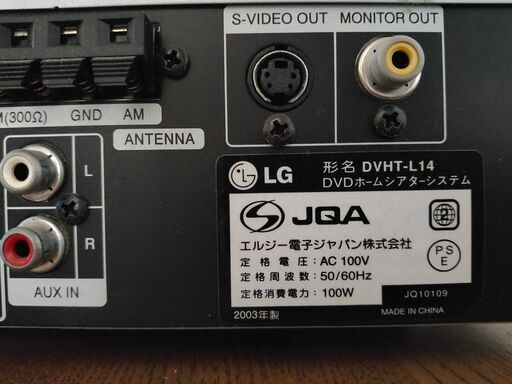 S-VIDEO OUT
MONITOR OUT
M(300Ω) GND AM
ANTENNA
L
R
AUX IN
LG 形名 DVHT-L14
DVDホームシアターシステム
JQA
2
エルジー電子ジャパン株式会社
定格電圧:AC 100V
定格周波数:50/60Hz
定格消費電力:100W
PS
E
JQ10109
2003年製
MADE IN CHINA